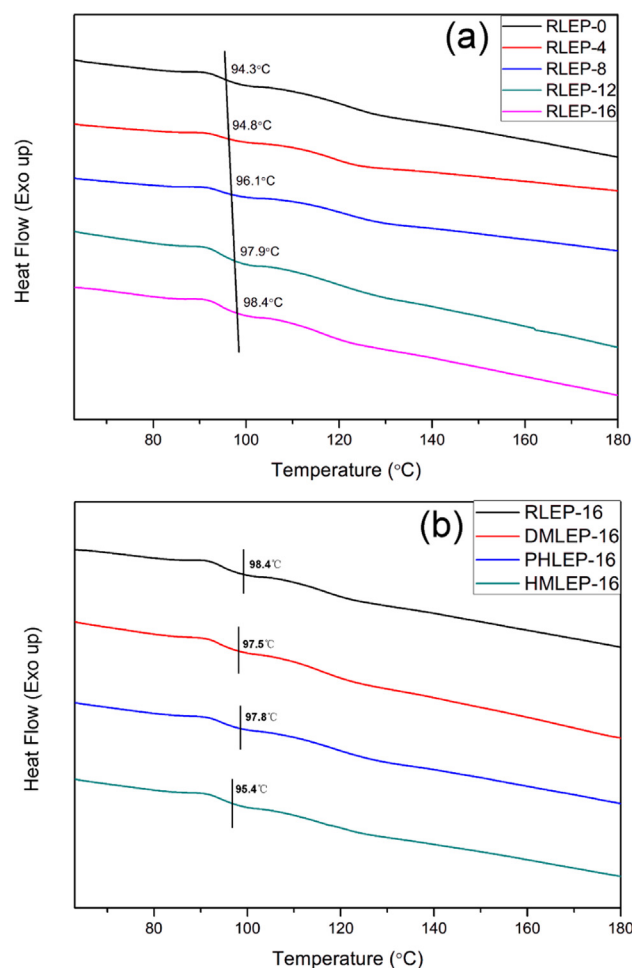 (a)
RLEP-0
RLEP-4
RLEP-8
RLEP-12
RLEP-16
94.3°C
94.8°C
96.1°C
97.9°C
98.4°C
Heat Flow (Exo up)
80 100 120 140 160 180
Temperature (°C)
(b)
RLEP-16
DMLEP-16
PHLEP-16
HMLEP-16
98.4℃
97.5℃
97.8℃
95.4℃
Heat Flow (Exo up)
80 100 120 140 160 180
Temperature (°C)